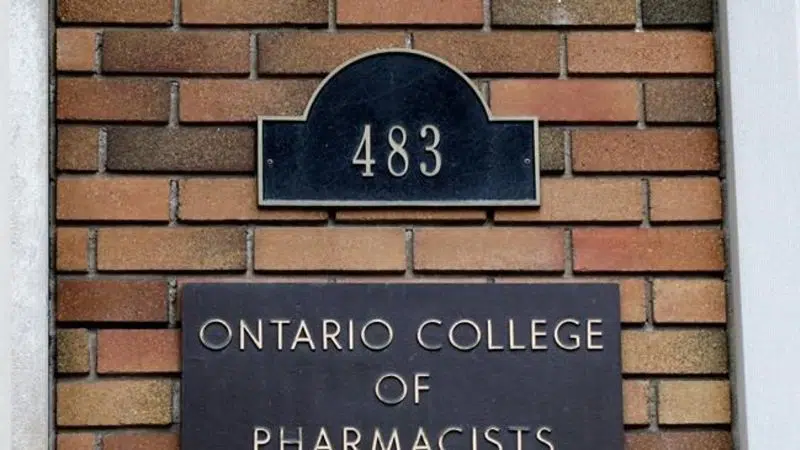 483
ONTARIO COLLEGE
OF
PHARMACISTS